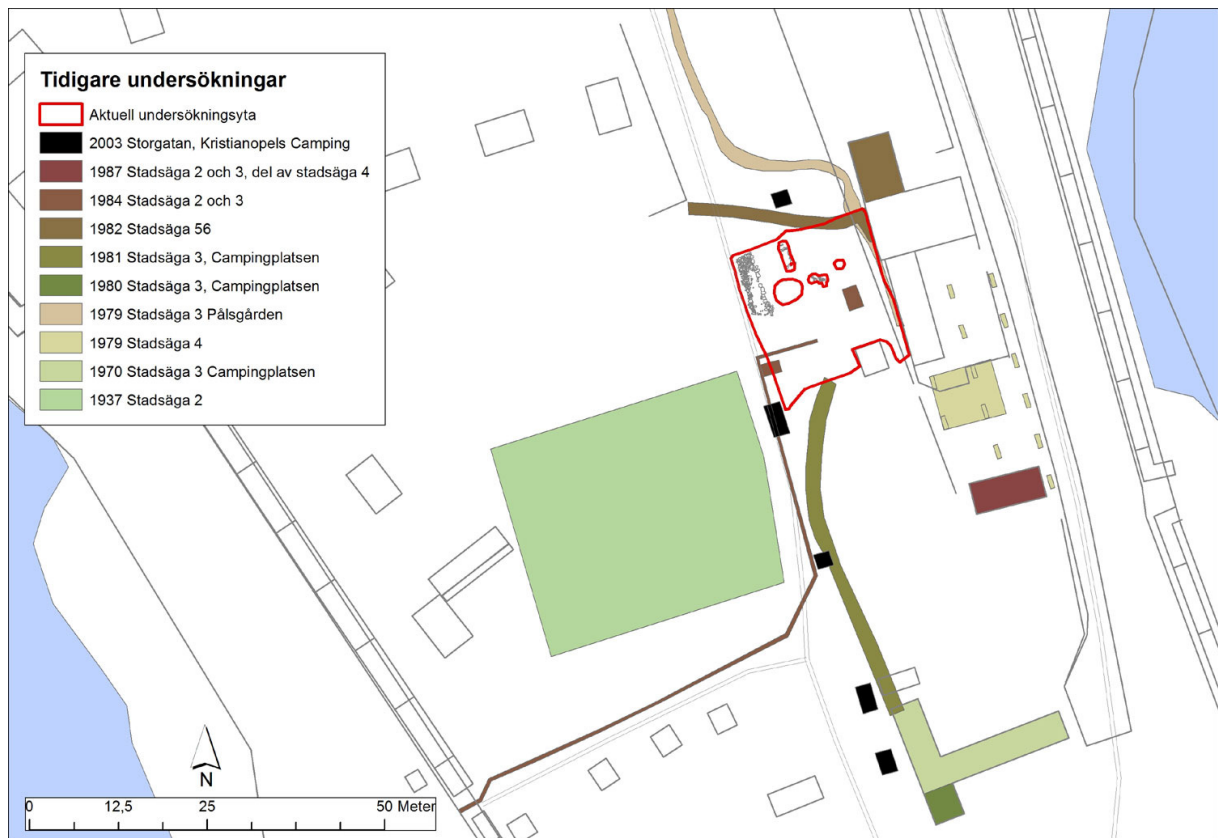 Tidigare undersökningar
Aktuell undersökningsyta
2003 Storgatan, Kristianopels Camping
1987 Stadsäga 2 och 3, del av stadsäga 4
1984 Stadsäga 2 och 3
1982 Stadsäga 56
1981 Stadsäga 3, Campingplatsen
1980 Stadsäga 3, Campingplatsen
1979 Stadsäga 3 Pålsgården
1979 Stadsäga 4
1970 Stadsäga 3 Campingplatsen
1937 Stadsäga 2
N
0 12,5 25 50 Meter